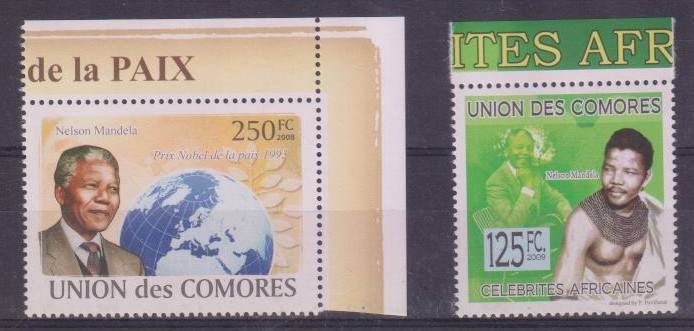 de la PAIX
Nelson Mandela
250FC
2008
Prix Nobel de la paix 1993
UNION des COMORES
ITES AFR
UNION DES COMORES
Nelson Mandela
125FC.
2009
CELEBRITES AFRICAINES